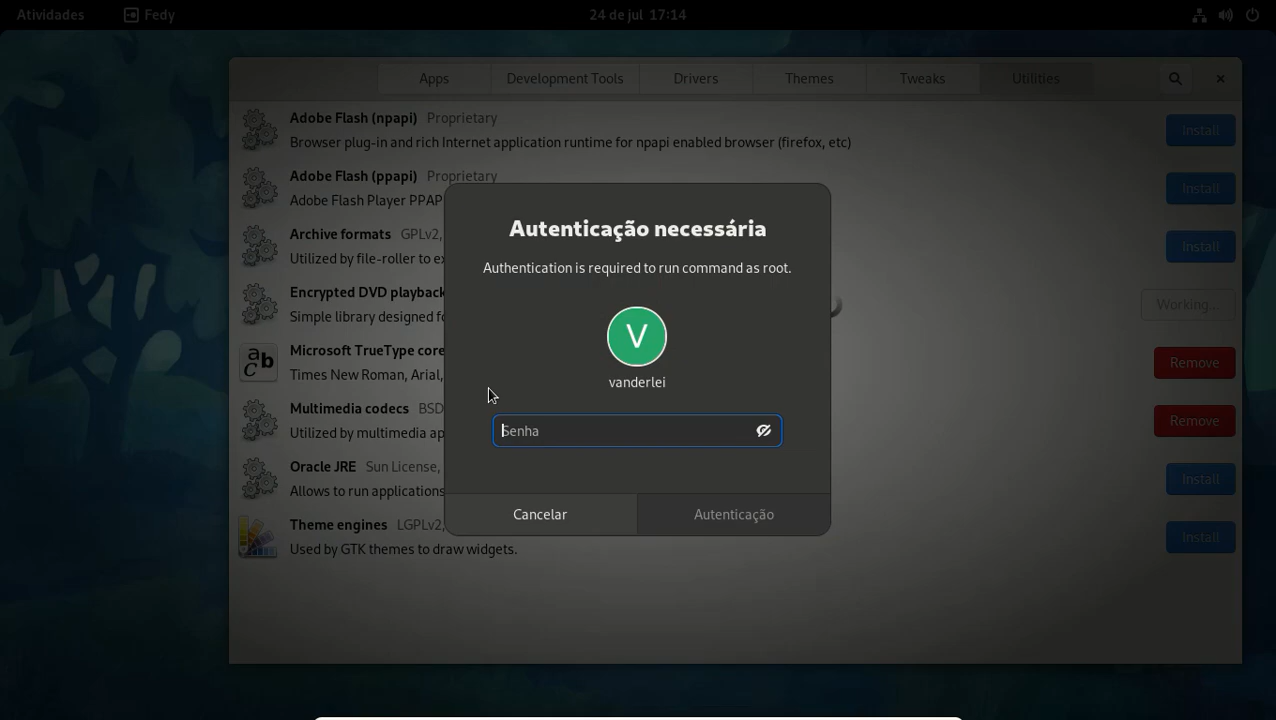 Atividades
Fedy
24 de jul 17:14
Apps
Development Tools
Drivers
Themes
Tweaks
Utilities
Adobe Flash (npapi) Proprietary
Browser plug-in and rich Internet application runtime for npapi enabled browser (firefox, etc)
Install
Adobe Flash (ppapi) Proprietary
Adobe Flash Player PPAP
Install
Archive formats GPLv2,
Utilized by file-roller to ex
Install
Encrypted DVD playback
Simple library designed fo
Working...
Microsoft TrueType core
Times New Roman, Arial,
Remove
abc
Multimedia codecs BSD
Utilized by multimedia ap
Remove
Oracle JRE Sun License,
Allows to run applications
Install
Theme engines LGPLv2,
Used by GTK themes to draw widgets.
Install
Autenticação necessária
Authentication is required to run command as root.
V
vanderlei
Senha
Cancelar
Autenticação